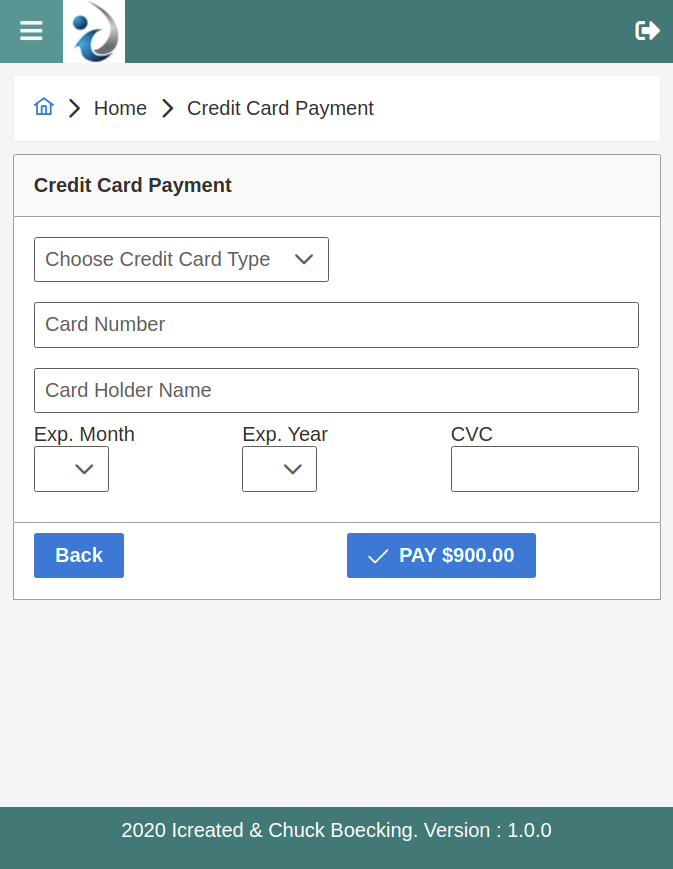 Home Credit Card Payment
Credit Card Payment
Choose Credit Card Type
Card Number
Card Holder Name
Exp. Month Exp. Year CVC
Back PAY $900.00
2020 Icreated & Chuck Boecking. Version : 1.0.0